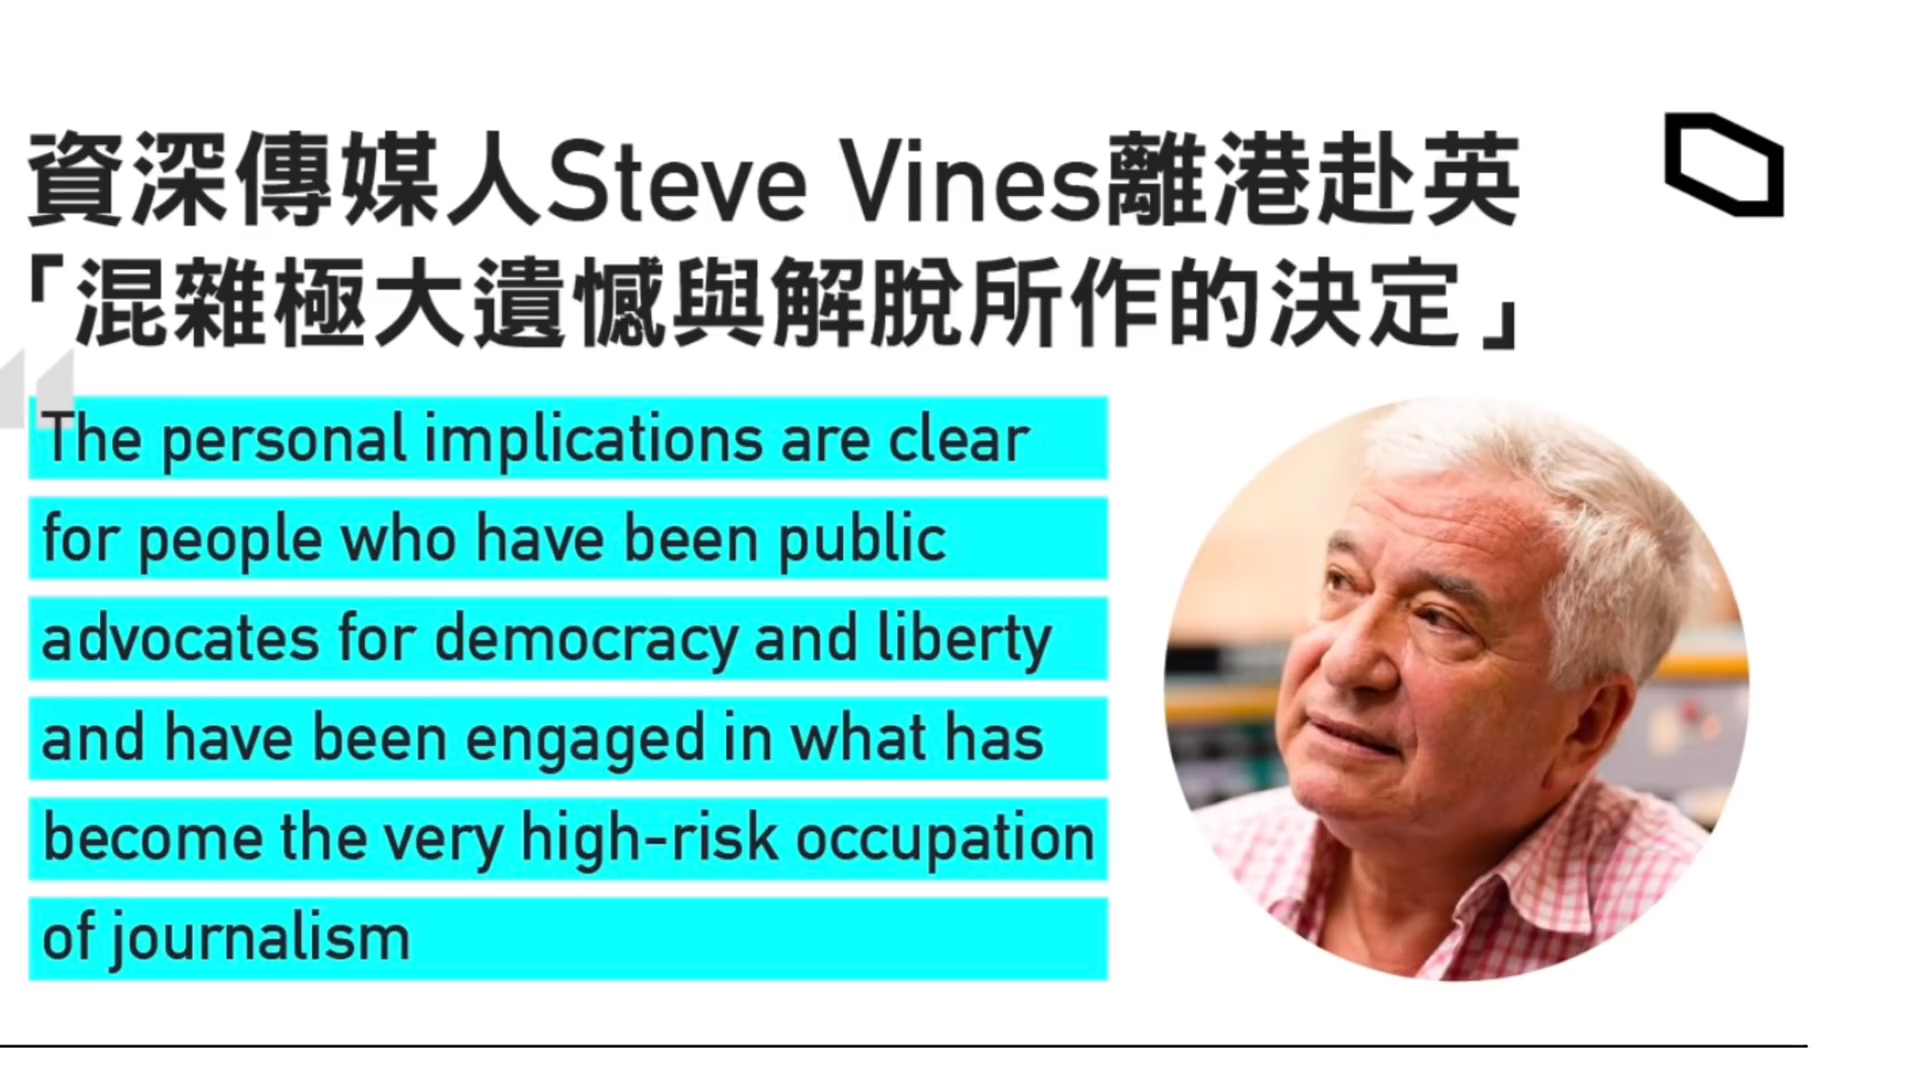 資深傳媒人Steve Vines離港赴英
「混雜極大遺憾與解脫所作的決定」
The personal implications are clear
for people who have been public
advocates for democracy and liberty
and have been engaged in what has
become the very high-risk occupation
of journalism